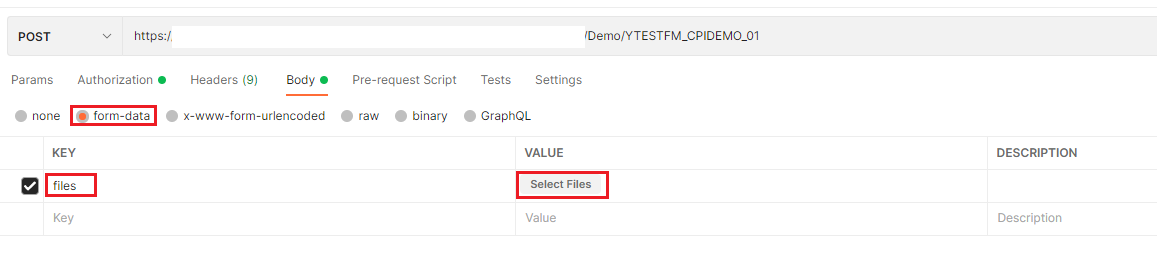 POST https:/ /Demo/YTESTFM_CPIDEMO_01
Params Authorization Headers (9) Body Pre-request Script Tests Settings
none form-data x-www-form-urlencoded raw binary GraphQL
KEY VALUE DESCRIPTION
files Select Files
Key Value Description